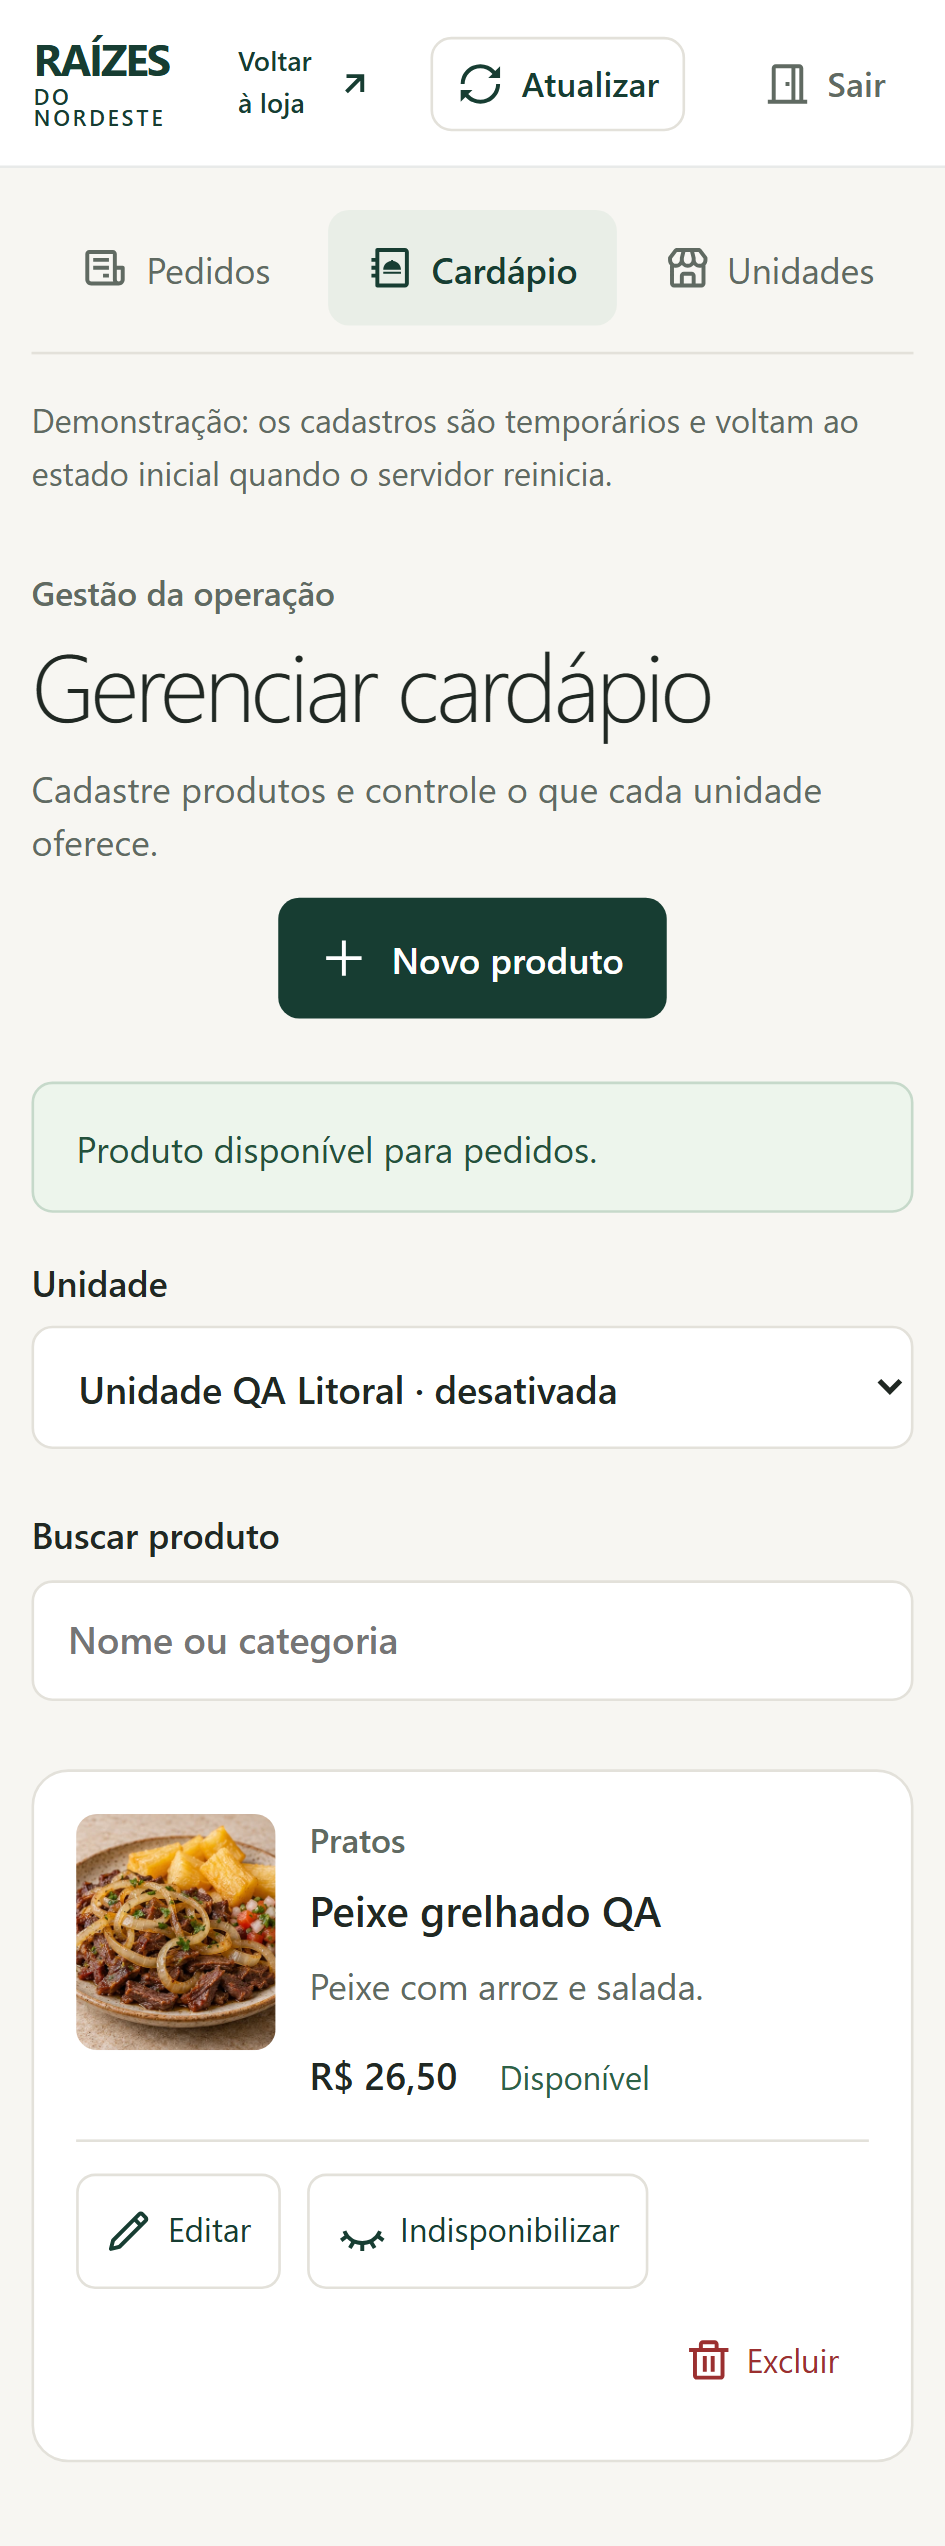 RAÍZES
DO
NORDESTE
Voltar
à loja
Atualizar
Sair
Pedidos
Cardápio
Unidades
Demonstração: os cadastros são temporários e voltam ao
estado inicial quando o servidor reinicia.
Gestão da operação
Gerenciar cardápio
Cadastre produtos e controle o que cada unidade
oferece.
Novo produto
Produto disponível para pedidos.
Unidade
Unidade QA Litoral · desativada
Buscar produto
Nome ou categoria
Pratos
Peixe grelhado QA
Peixe com arroz e salada.
R$ 26,50 Disponível
Editar
Indisponibilizar
Excluir